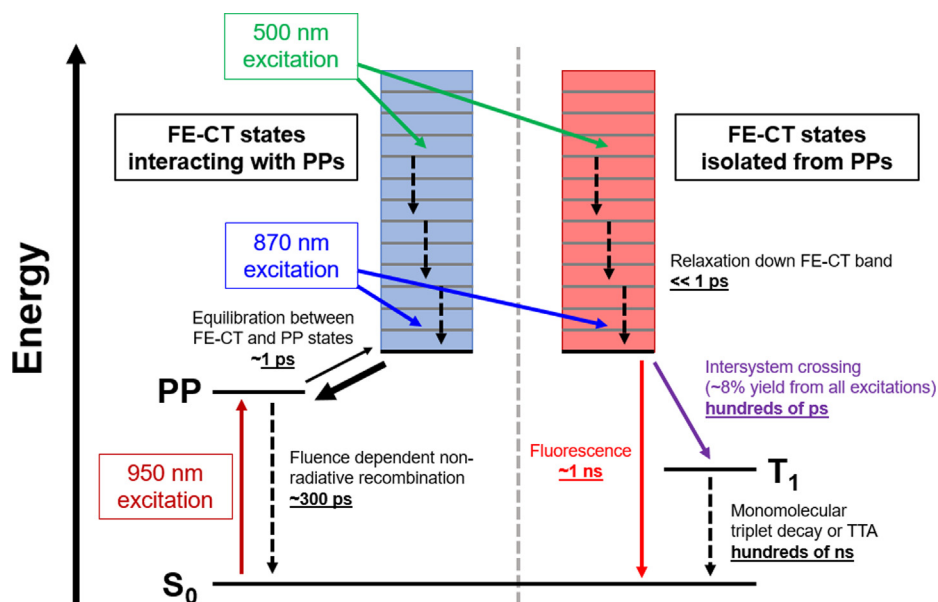 500 nm
excitation
FE-CT states
interacting with PPs
FE-CT states
isolated from PPs
870 nm
excitation
Relaxation down FE-CT band
<< 1 ps
Energy
Equilibration between
FE-CT and PP states
~1 ps
PP
Intersystem crossing
(~8% yield from all excitations)
hundreds of ps
950 nm
excitation
Fluence dependent non-
radiative recombination
~300 ps
Fluorescence
~1 ns
T₁
Monomolecular
triplet decay or TTA
hundreds of ns
S₀